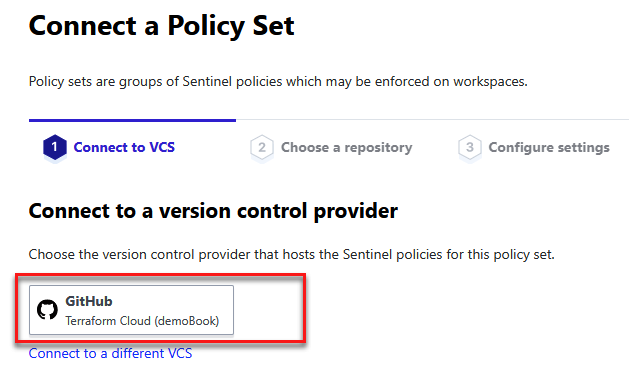 Connect a Policy Set
Policy sets are groups of Sentinel policies which may be enforced on workspaces.
1 Connect to VCS 2 Choose a repository 3 Configure settings
Connect to a version control provider
Choose the version control provider that hosts the Sentinel policies for this policy set.
GitHub
Terraform Cloud (demoBook)
Connect to a different VCS